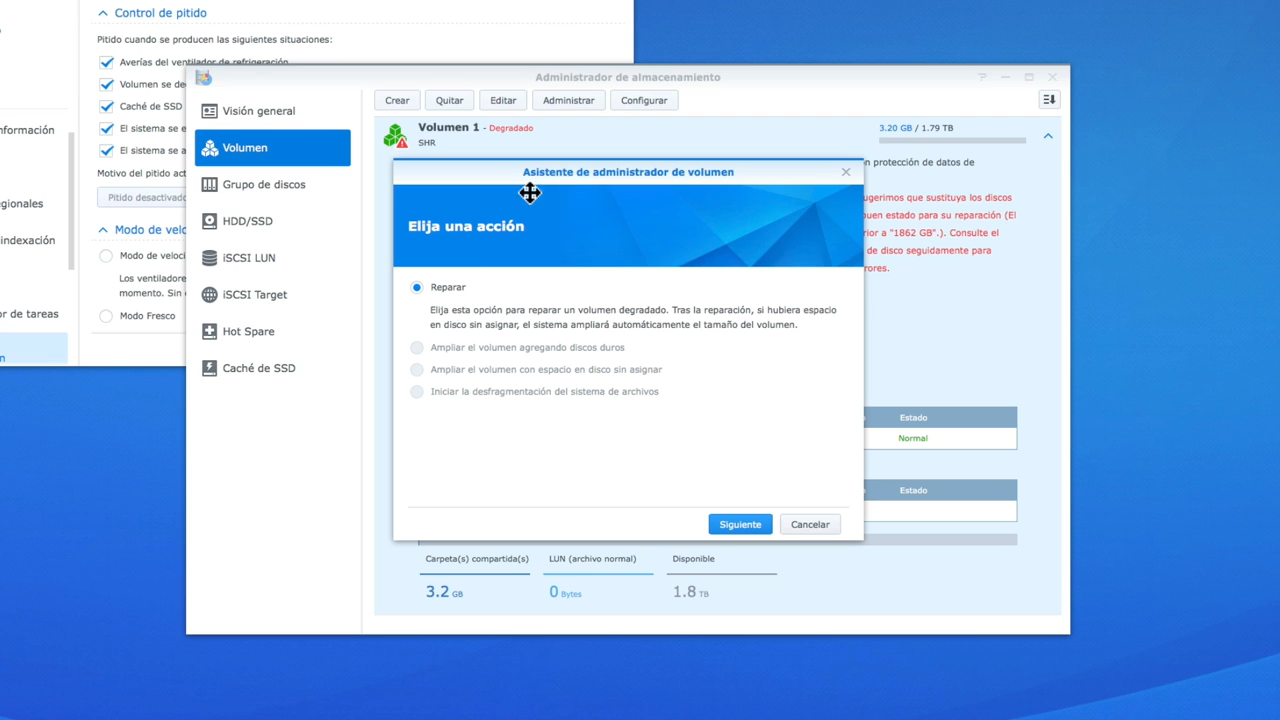 Control de pitido
Pitido cuando se producen las siguientes situaciones:
Averías del ventilador de refrigeración
Volumen se de
Caché de SSD
El sistema se e
El sistema se a
Motivo del pitido act
Pitido desactivado
Modo de veloc
Modo de veloci
Los ventiladore
momento. Sin
Modo Fresco
nformación
egionales
indexación
or de tareas
n
Administrador de almacenamiento
Visión general
Volumen
Grupo de discos
HDD/SSD
iSCSI LUN
iSCSI Target
Hot Spare
Caché de SSD
Crear Quitar Editar Administrar Configurar
Volumen 1 - Degradado
SHR
3.20 GB / 1.79 TB
n protección de datos de
ugerimos que sustituya los discos
uen estado para su reparación (El
rior a "1862 GB".). Consulte el
de disco seguidamente para
rores.
Asistente de administrador de volumen
Elija una acción
Reparar
Elija esta opción para reparar un volumen degradado. Tras la reparación, si hubiera espacio
en disco sin asignar, el sistema ampliará automáticamente el tamaño del volumen.
Ampliar el volumen agregando discos duros
Ampliar el volumen con espacio en disco sin asignar
Iniciar la desfragmentación del sistema de archivos
Siguiente Cancelar
Estado
Normal
Estado
Carpeta(s) compartida(s) LUN (archivo normal) Disponible
3.2 GB 0 Bytes 1.8 TB